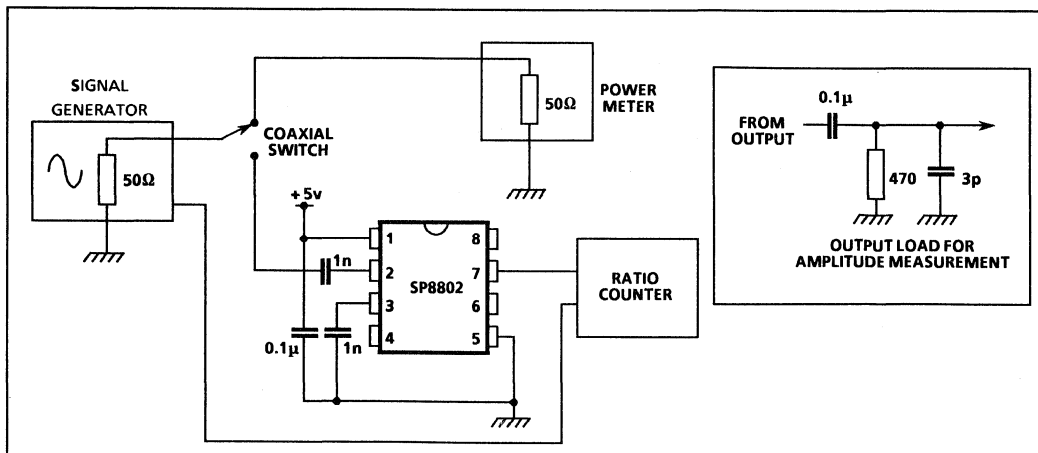 SIGNAL
GENERATOR
50Ω
COAXIAL
SWITCH
50Ω
POWER
METER
+5v
1n
1
2
3
4
8
7
6
5
SP8802
0.1μ
1n
RATIO
COUNTER
0.1μ
FROM
OUTPUT
470
3p
OUTPUT LOAD FOR
AMPLITUDE MEASUREMENT